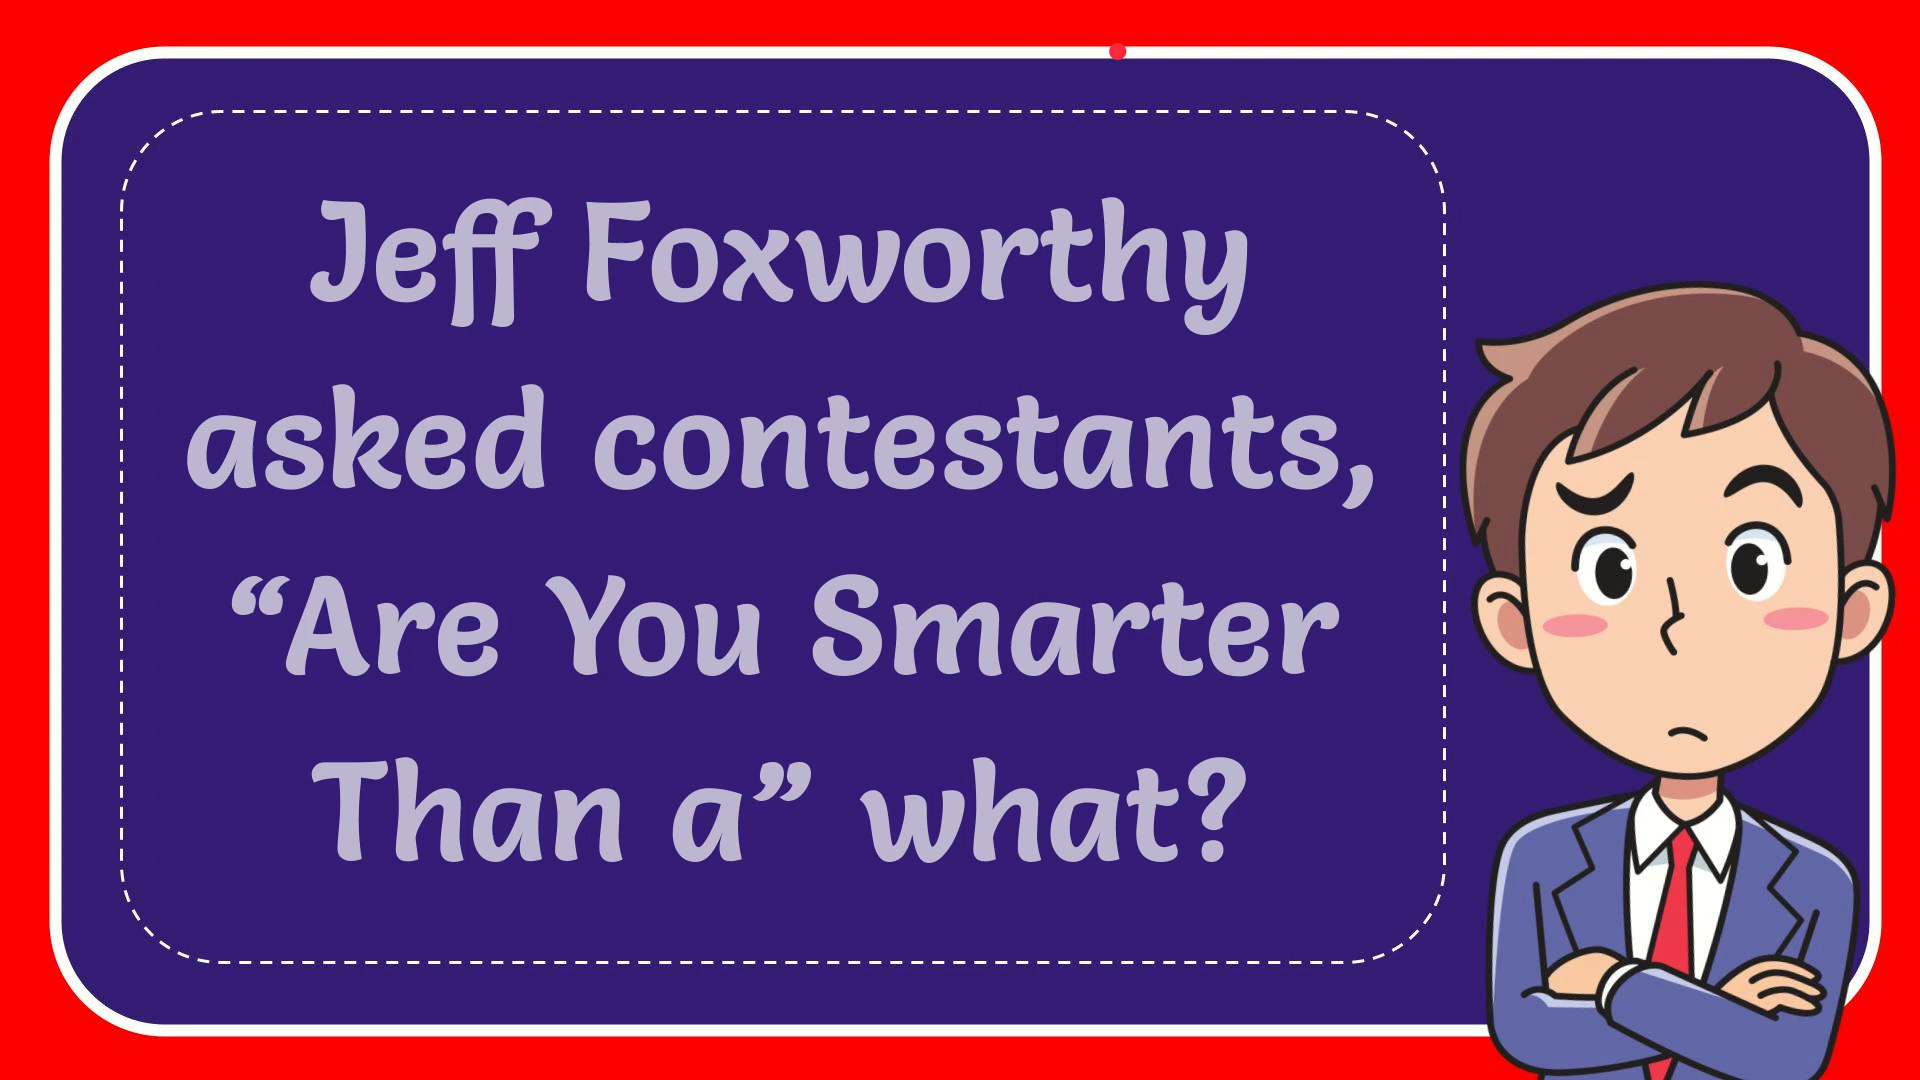 Jeff Foxworthy
asked contestants,
“Are You Smarter
Than a” what?